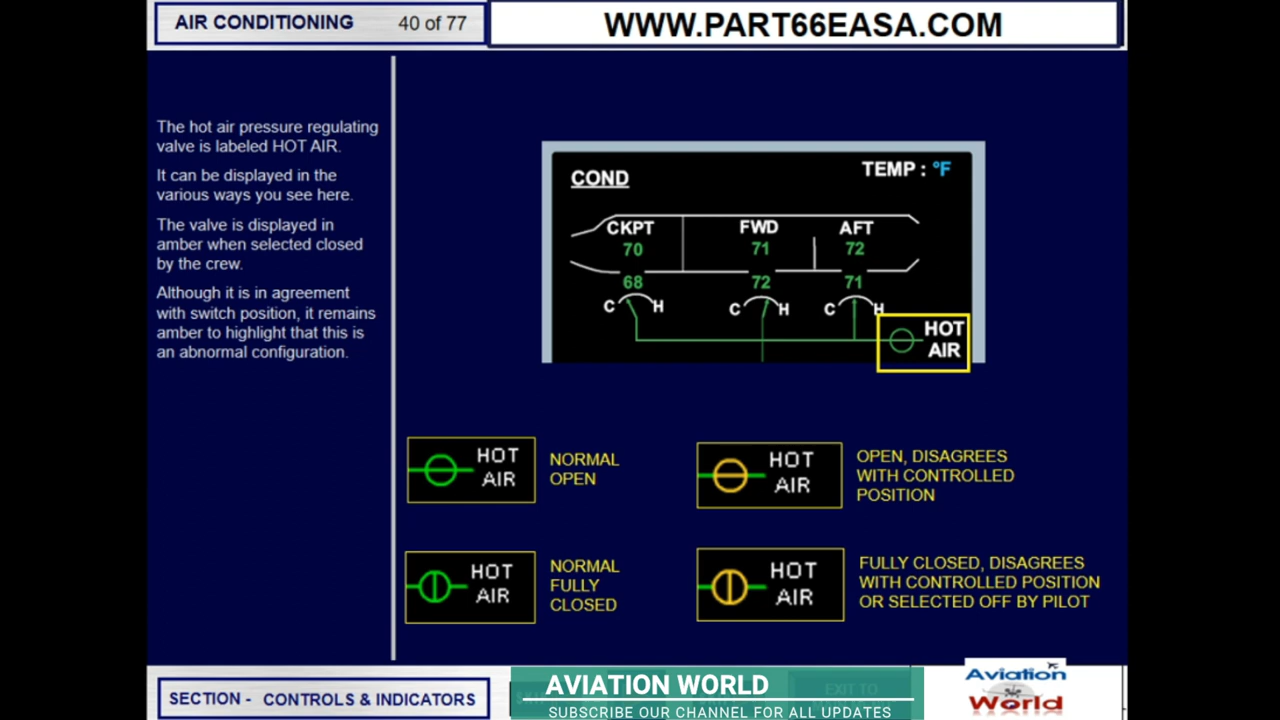 AIR CONDITIONING 40 of 77
WWW.PART66EASA.COM
The hot air pressure regulating
valve is labeled HOT AIR.
It can be displayed in the
various ways you see here.
The valve is displayed in
amber when selected closed
by the crew.
Although it is in agreement
with switch position, it remains
amber to highlight that this is
an abnormal configuration.
COND TEMP : °F
CKPT FWD AFT
70 71 72
68 72 71
C H C H C H
HOT
AIR
HOT
AIR
NORMAL
OPEN
HOT
AIR
OPEN, DISAGREES
WITH CONTROLLED
POSITION
HOT
AIR
NORMAL
FULLY
CLOSED
HOT
AIR
FULLY CLOSED, DISAGREES
WITH CONTROLLED POSITION
OR SELECTED OFF BY PILOT
SECTION - CONTROLS & INDICATORS
AVIATION WORLD
SUBSCRIBE OUR CHANNEL FOR ALL UPDATES
EXIT TO
Aviation
World